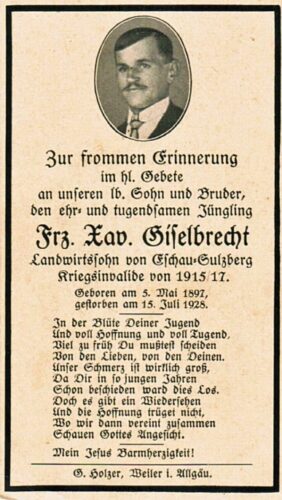 Zur frommen Erinnerung
im hl. Gebete
an unseren lb. Sohn und Bruder,
den ehr- und tugendsamen Jüngling
Frz. Xav. Giselbrecht
Landwirtssohn von Eschau-Sulzberg
Kriegsinvalide von 1915/17.
Geboren am 5. Mai 1897,
gestorben am 15. Juli 1928.
In der Blüte Deiner Jugend
Und voll Hoffnung und voll Tugend,
Viel zu früh Du mußtest scheiden
Von den Lieben, von den Deinen.
Unser Schmerz ist wirklich groß,
Da Dir in so jungen Jahren
Schon beschieden ward dies Los.
Doch es gibt ein Wiedersehen
Und die Hoffnung trüget nicht,
Wo wir dann vereint zusammen
Schauen Gottes Angesicht.
Mein Jesus Barmherzigkeit!
G. Holzer, Weiler i. Allgäu.